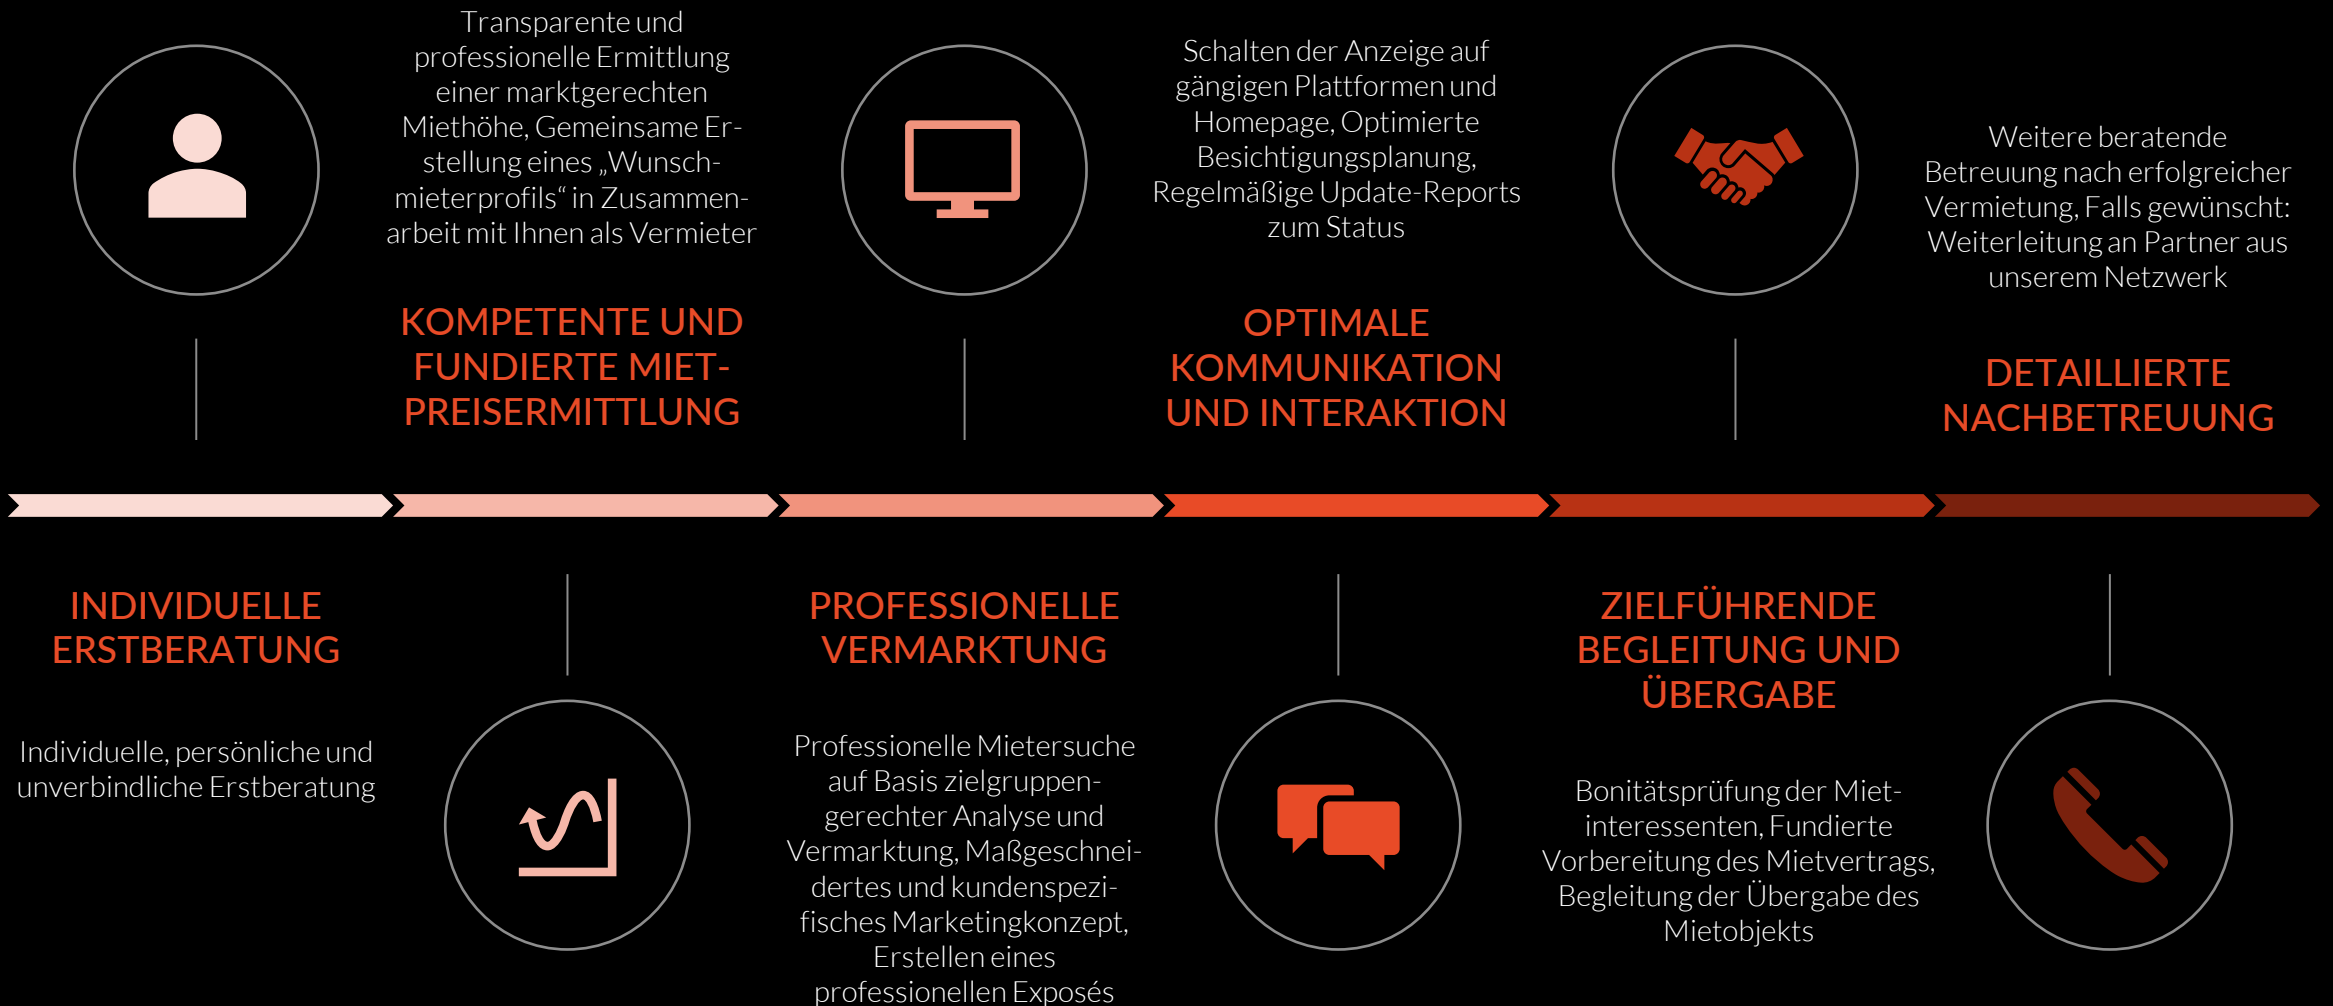 Transparente und
professionelle Ermittlung
einer marktgerechten
Miethöhe, Gemeinsame Er-
stellung eines „Wunsch-
mieterprofils“ in Zusammen-
arbeit mit Ihnen als Vermieter
KOMPETENTE UND
FUNDIERTE MIET-
PREISERMITTLUNG
Schalten der Anzeige auf
gängigen Plattformen und
Homepage, Optimierte
Besichtigungsplanung,
Regelmäßige Update-Reports
zum Status
OPTIMALE
KOMMUNIKATION
UND INTERAKTION
Weitere beratende
Betreuung nach erfolgreicher
Vermietung, Falls gewünscht:
Weiterleitung an Partner aus
unserem Netzwerk
DETAILLIERTE
NACHBETREUUNG
INDIVIDUELLE
ERSTBERATUNG
Individuelle, persönliche und
unverbindliche Erstberatung
PROFESSIONELLE
VERMARKTUNG
Professionelle Mietersuche
auf Basis zielgruppen-
gerechter Analyse und
Vermarktung, Maßgeschnei-
dertes und kundenspezi-
fisches Marketingkonzept,
Erstellen eines
professionellen Exposés
ZIELFÜHRENDE
BEGLEITUNG UND
ÜBERGABE
Bonitätsprüfung der Miet-
interessenten, Fundierte
Vorbereitung des Mietvertrags,
Begleitung der Übergabe des
Mietobjekts